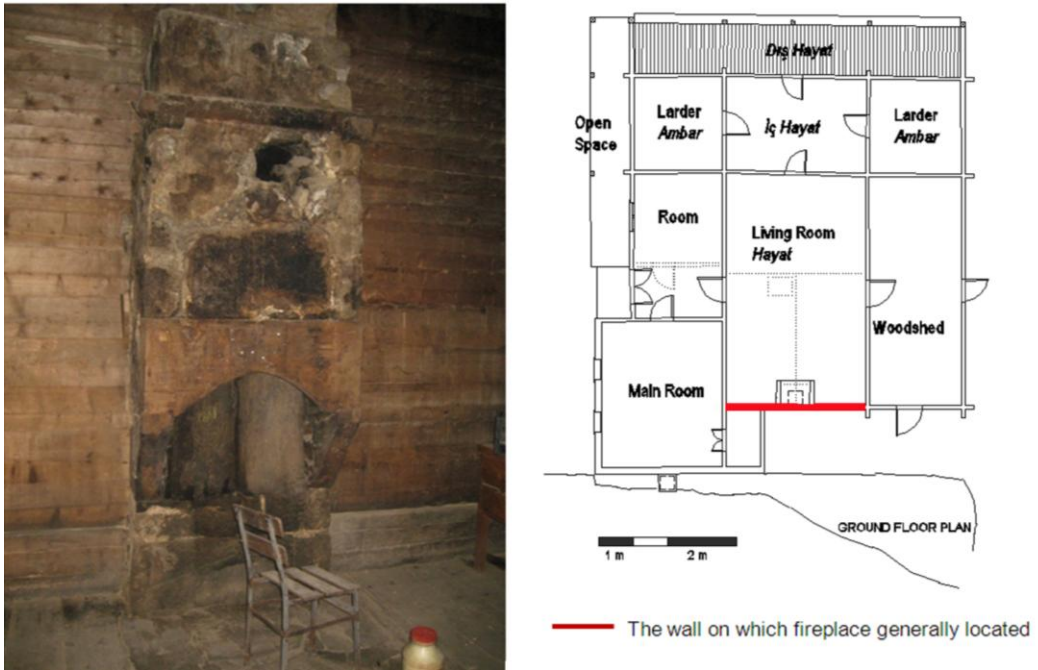 Dış Hayat
Larder
Ambar
İç Hayat
Larder
Ambar
Open
Space
Room
Living Room
Hayat
Woodshed
Main Room
GROUND FLOOR PLAN
1 m
2 m
The wall on which fireplace generally located